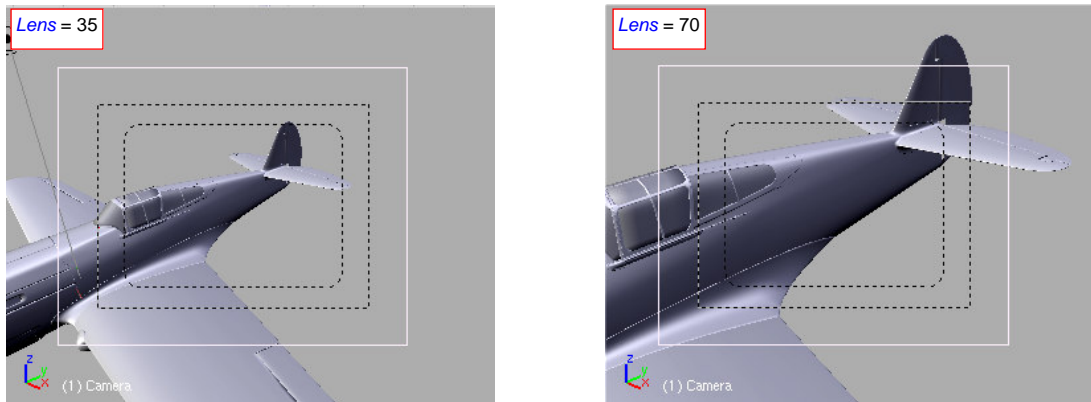 Lens = 35
z
y
x
(1) Camera
Lens = 70
z
y
x
(1) Camera